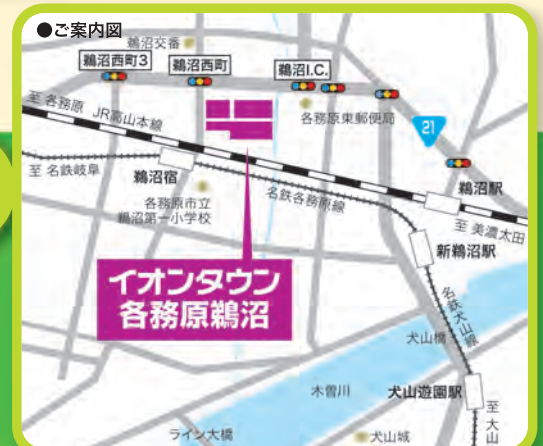 ●ご案内図
鵜沼交番
鵜沼西町3
鵜沼西町
鵜沼I.C.
各務原東郵便局
21
至 各務原
JR高山本線
至 名鉄岐阜
鵜沼宿
名鉄各務原線
鵜沼駅
至 美濃太田
各務原市立
鵜沼第一小学校
新鵜沼駅
イオンタウン
各務原鵜沼
名鉄犬山線
犬山橋
木曽川
犬山遊園駅
至 犬山
ライン大橋
犬山城